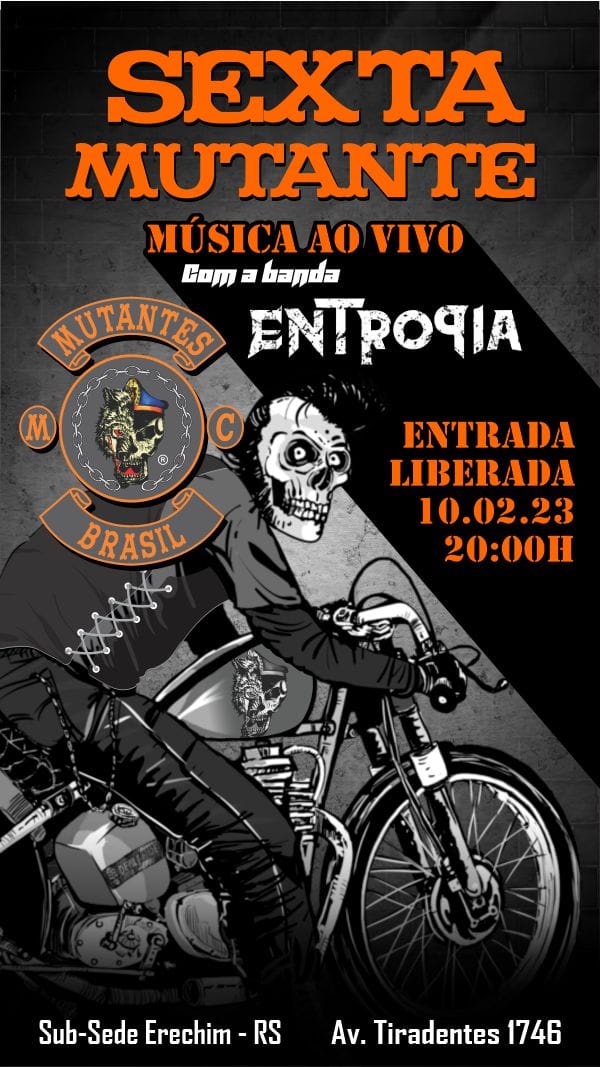 SEXTA
MUTANTE
MÚSICA AO VIVO
Com a banda
ENTROPIA
MUTANTES
M C
BRASIL
®
ENTRADA
LIBERADA
10.02.23
20:00H
Sub-Sede Erechim - RS
Av. Tiradentes 1746